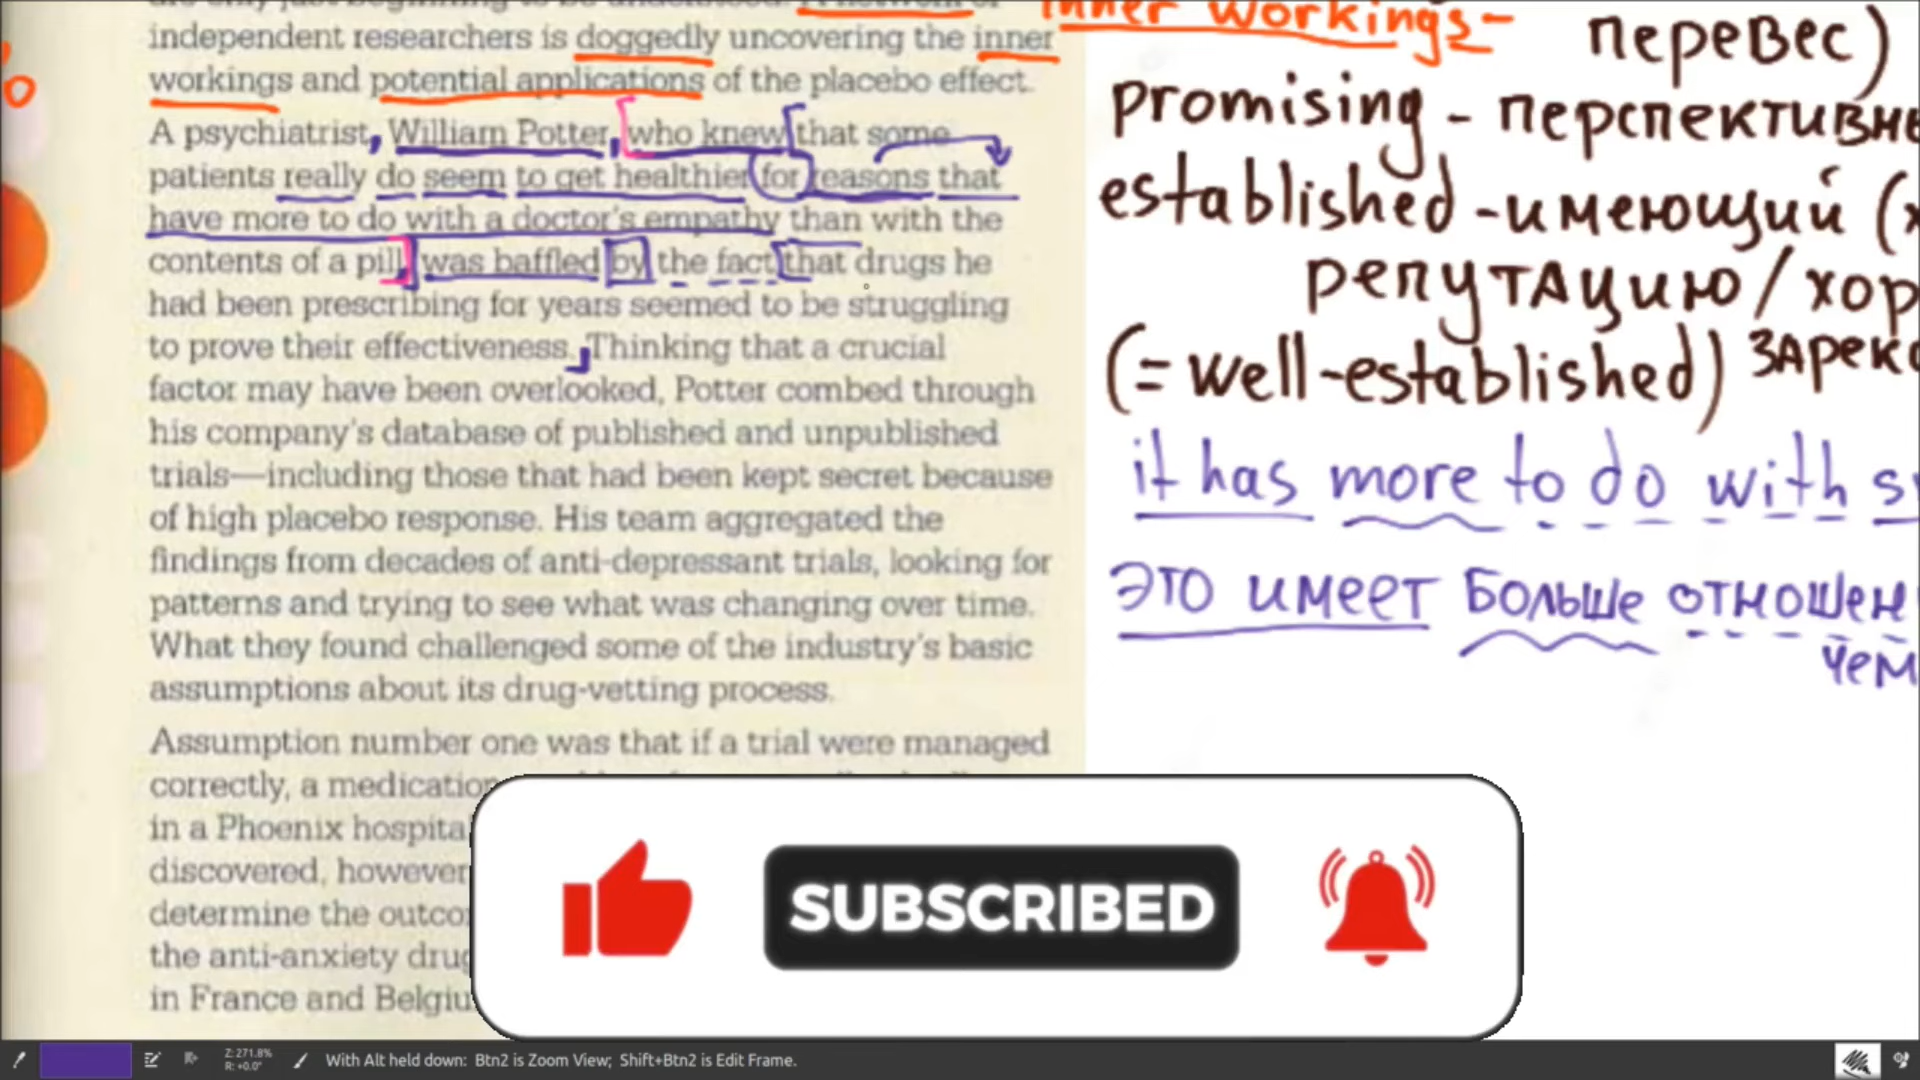 independent researchers is doggedly uncovering the inner
workings and potential applications of the placebo effect.
A psychiatrist, William Potter, who knew that some
patients really do seem to get healthier for reasons that
have more to do with a doctor's empathy than with the
contents of a pill, was baffled by the fact that drugs he
had been prescribing for years seemed to be struggling
to prove their effectiveness. Thinking that a crucial
factor may have been overlooked, Potter combed through
his company's database of published and unpublished
trials—including those that had been kept secret because
of high placebo response. His team aggregated the
findings from decades of anti-depressant trials, looking for
patterns and trying to see what was changing over time.
What they found challenged some of the industry's basic
assumptions about its drug-vetting process.
Assumption number one was that if a trial were managed
correctly, a medication
in a Phoenix hospita
discovered, however
determine the outco
the anti-anxiety drug
in France and Belgiu
inner workings-
перевес)
promising - перспективн
established - имеющий (х
репутацию/хор
(= well-established) зареко
it has more to do with s
это имеет больше отношен
чем
SUBSCRIBED
Z: 271.8%
R: +0.0°
With Alt held down: Btn2 is Zoom View; Shift+Btn2 is Edit Frame.